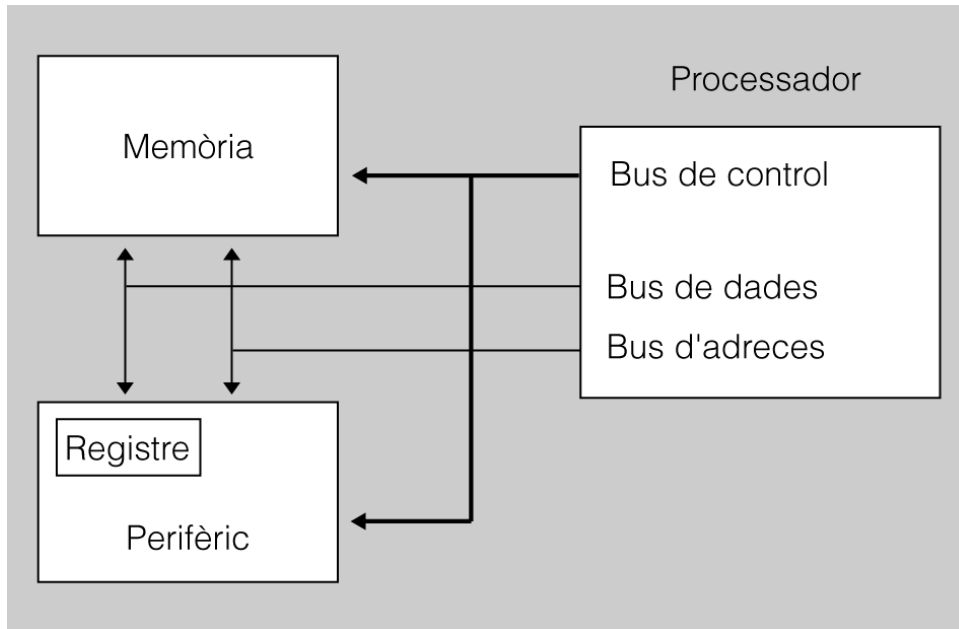 Processador
Memòria
Bus de control
Bus de dades
Bus d'adreces
Registre
Perifèric